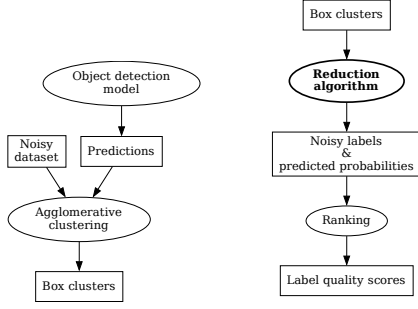 Object detection
model
Noisy
dataset
Predictions
Agglomerative
clustering
Box clusters
Box clusters
Reduction
algorithm
Noisy labels
&
predicted probabilities
Ranking
Label quality scores